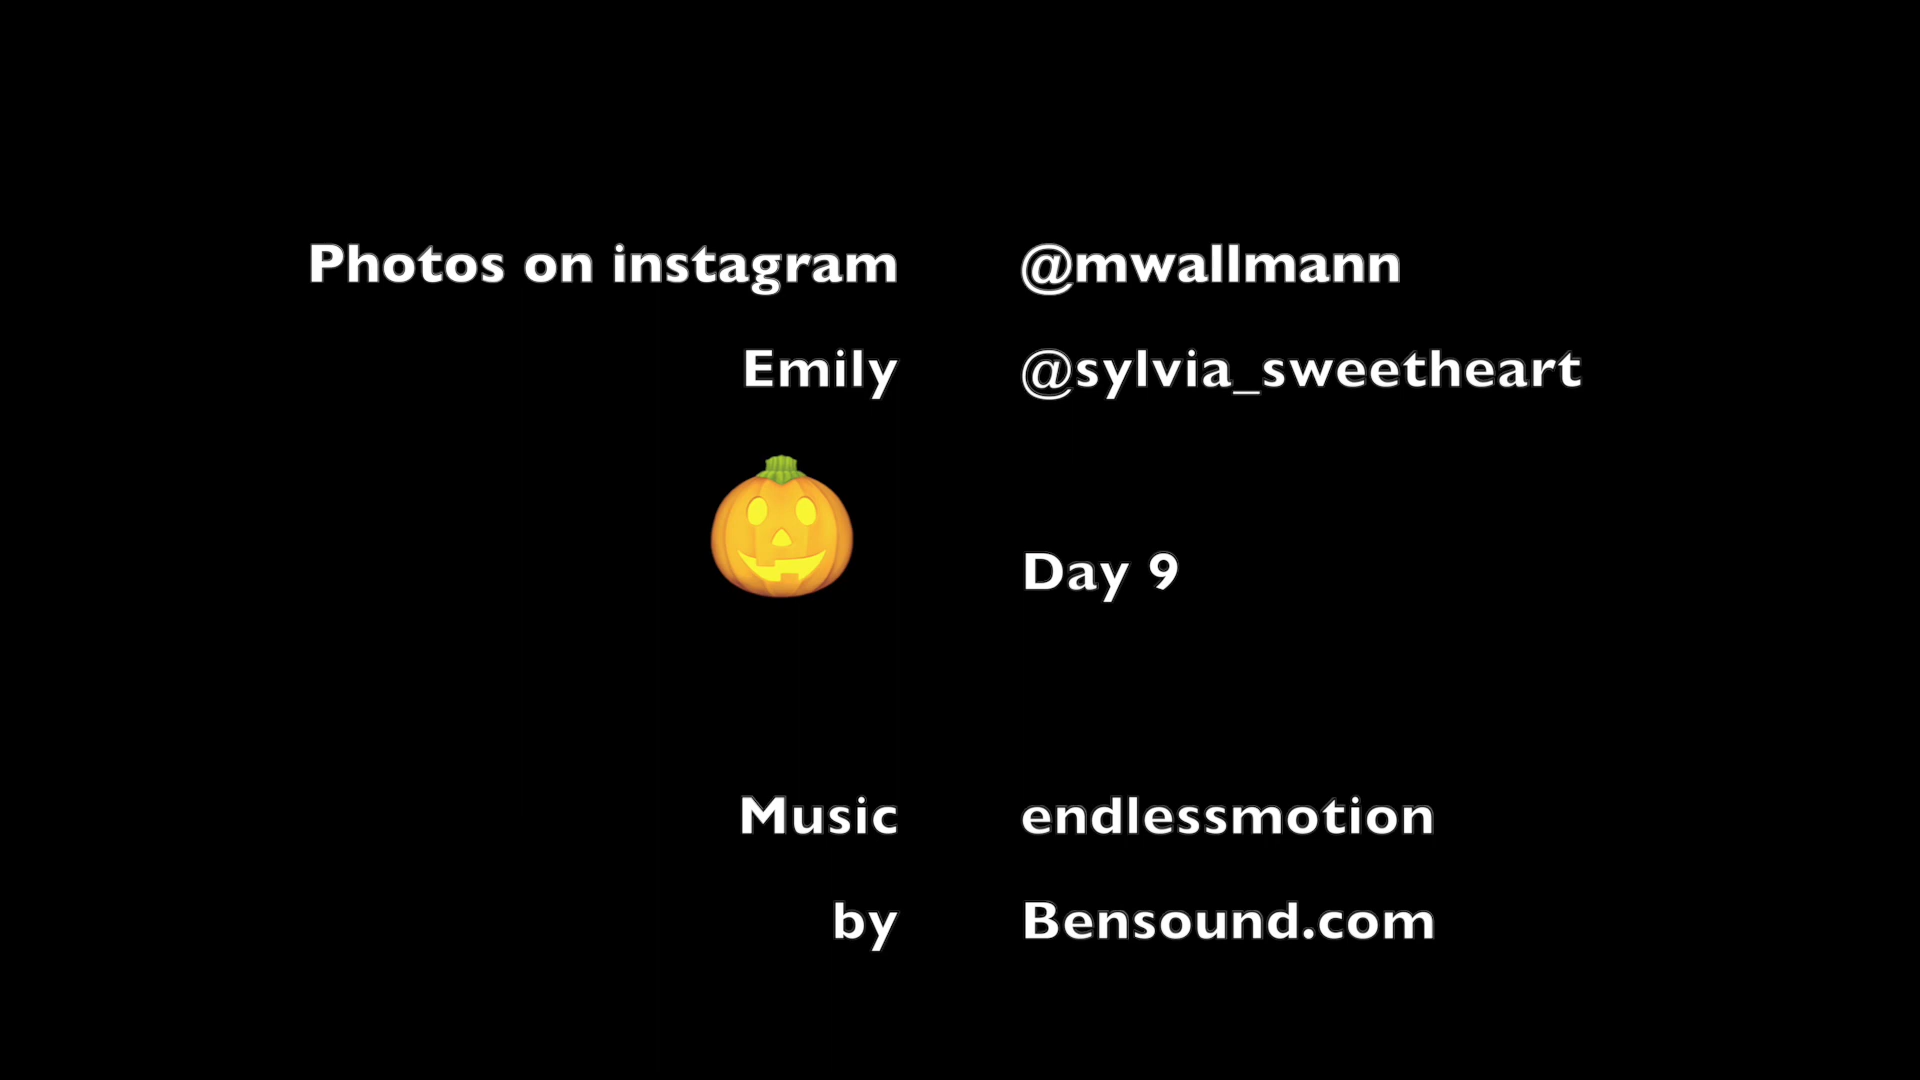 Photos on instagram @mwallmann
Emily @sylvia_sweetheart
Day 9
Music endlessmotion
by Bensound.com